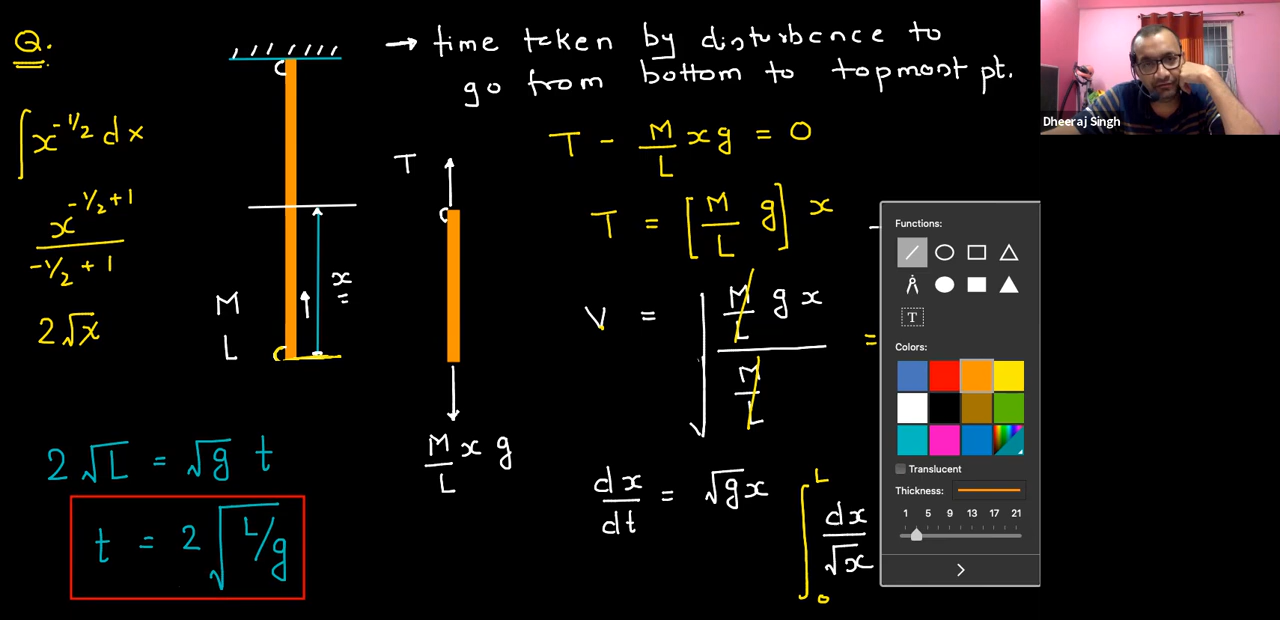 Q.
→ time taken by disturbance to
go from bottom to topmost pt.
∫ x^{-1/2} dx
x^{-1/2 + 1}
-1/2 + 1
2√x
M
L
x
T
M/L x g
T - M/L xg = 0
T = [M/L g] x
V = √(M/L g x / M/L) =
dx/dt = √gx
∫_0^L dx/√x
2√L = √g t
t = 2√(L/g)
Dheeraj Singh
Functions:
T
Colors:
Translucent
Thickness:
1 5 9 13 17 21